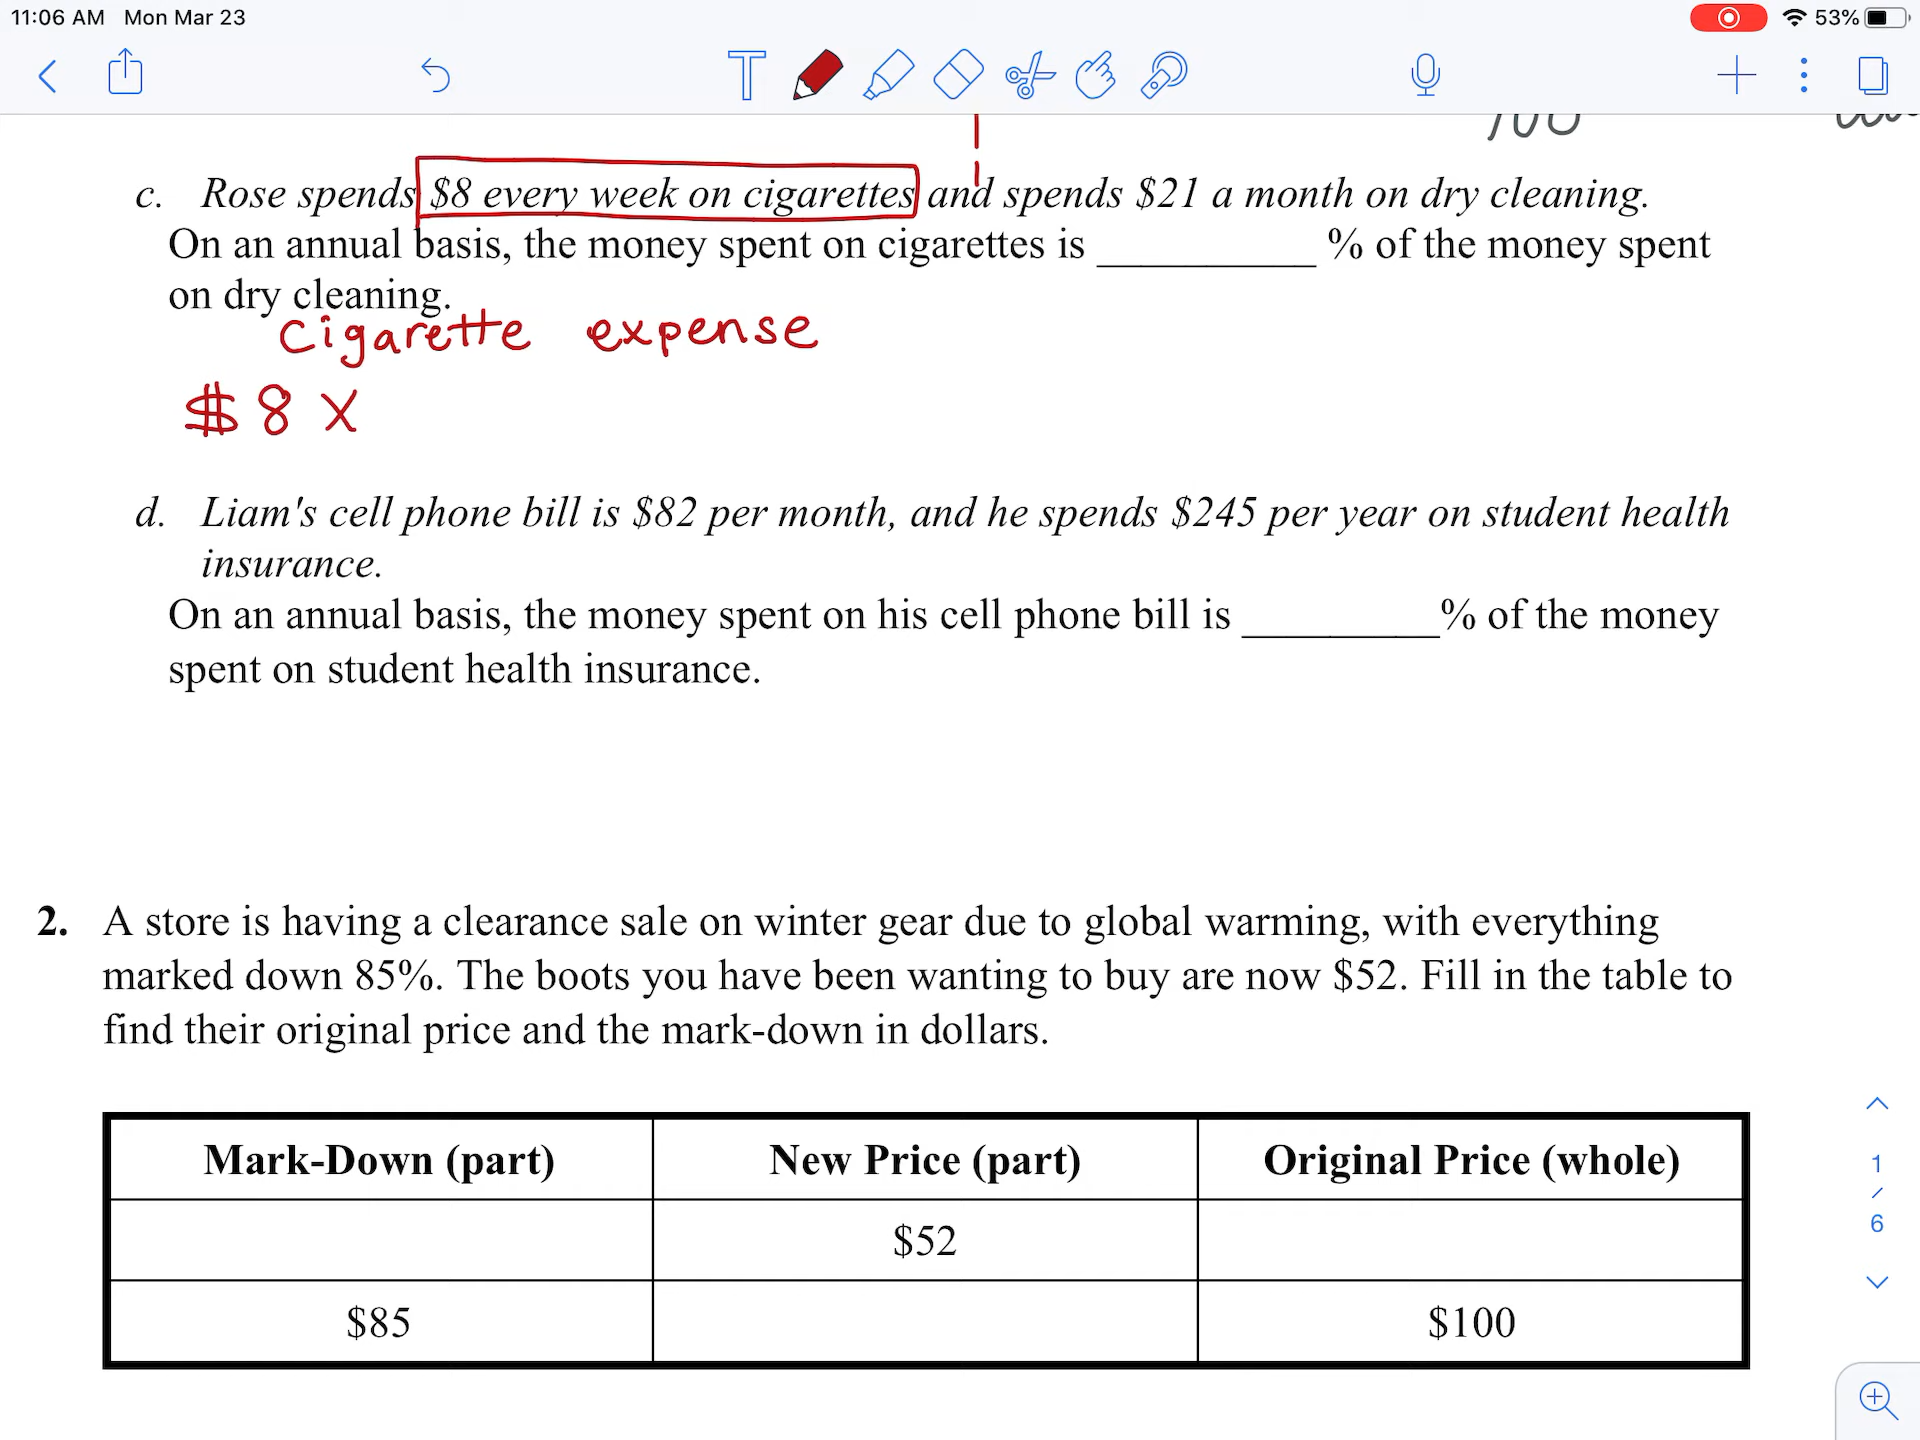 11:06 AM Mon Mar 23
53%
T
100
c. Rose spends $8 every week on cigarettes and spends $21 a month on dry cleaning.
On an annual basis, the money spent on cigarettes is __________ % of the money spent
on dry cleaning.
Cigarette expense
$8 x
d. Liam's cell phone bill is $82 per month, and he spends $245 per year on student health
insurance.
On an annual basis, the money spent on his cell phone bill is _________% of the money
spent on student health insurance.
2. A store is having a clearance sale on winter gear due to global warming, with everything
marked down 85%. The boots you have been wanting to buy are now $52. Fill in the table to
find their original price and the mark-down in dollars.
Mark-Down (part) New Price (part) Original Price (whole)
$52
$85 $100
1
/
6